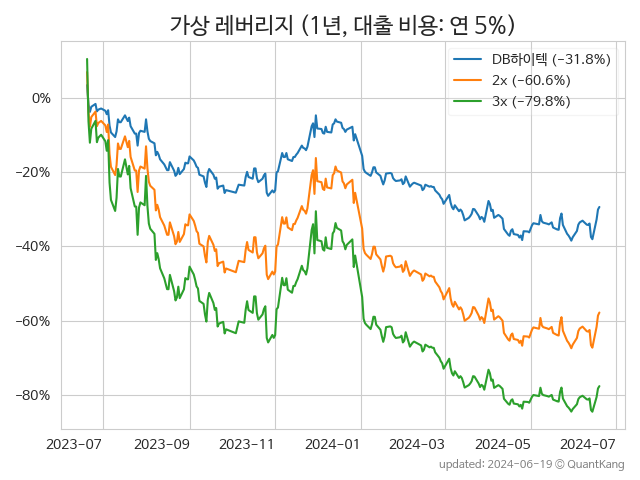 가상 레버리지 (1년, 대출 비용: 연 5%)
DB하이텍 (−31.8%)
2x (−60.6%)
3x (−79.8%)
0%
−20%
−40%
−60%
−80%
2023−07 2023−09 2023−11 2024−01 2024−03 2024−05 2024−07
updated: 2024-06-19 © QuantKang